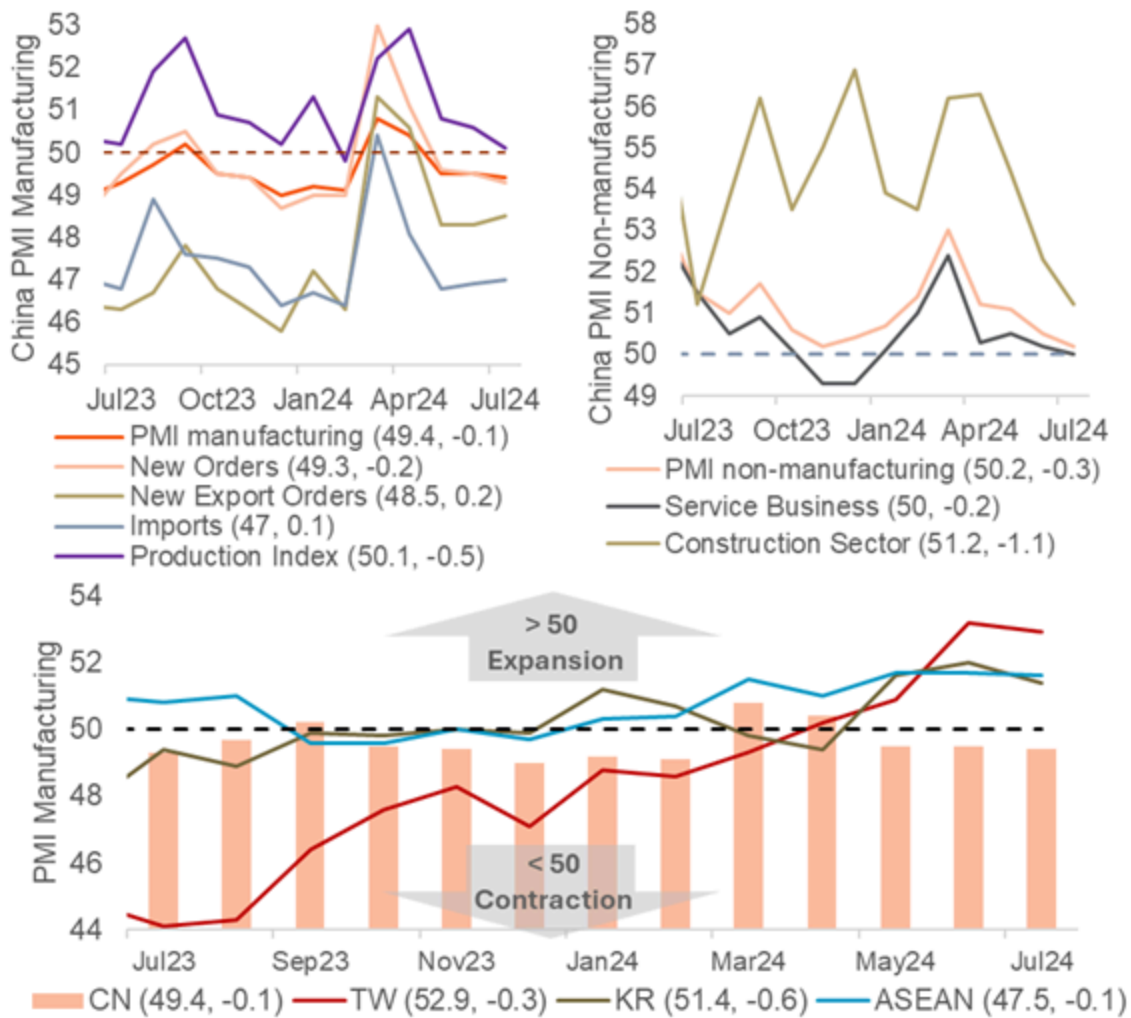 China PMI Manufacturing
53
52
51
50
49
48
47
46
45
Jul23 Oct23 Jan24 Apr24 Jul24
PMI manufacturing (49.4, -0.1)
New Orders (49.3, -0.2)
New Export Orders (48.5, 0.2)
Imports (47, 0.1)
Production Index (50.1, -0.5)
China PMI Non-manufacturing
58
57
56
55
54
53
52
51
50
49
Jul23 Oct23 Jan24 Apr24 Jul24
PMI non-manufacturing (50.2, -0.3)
Service Business (50, -0.2)
Construction Sector (51.2, -1.1)
PMI Manufacturing
54
52
50
48
46
44
> 50
Expansion
< 50
Contraction
Jul23 Sep23 Nov23 Jan24 Mar24 May24 Jul24
CN (49.4, -0.1) TW (52.9, -0.3) KR (51.4, -0.6) ASEAN (47.5, -0.1)